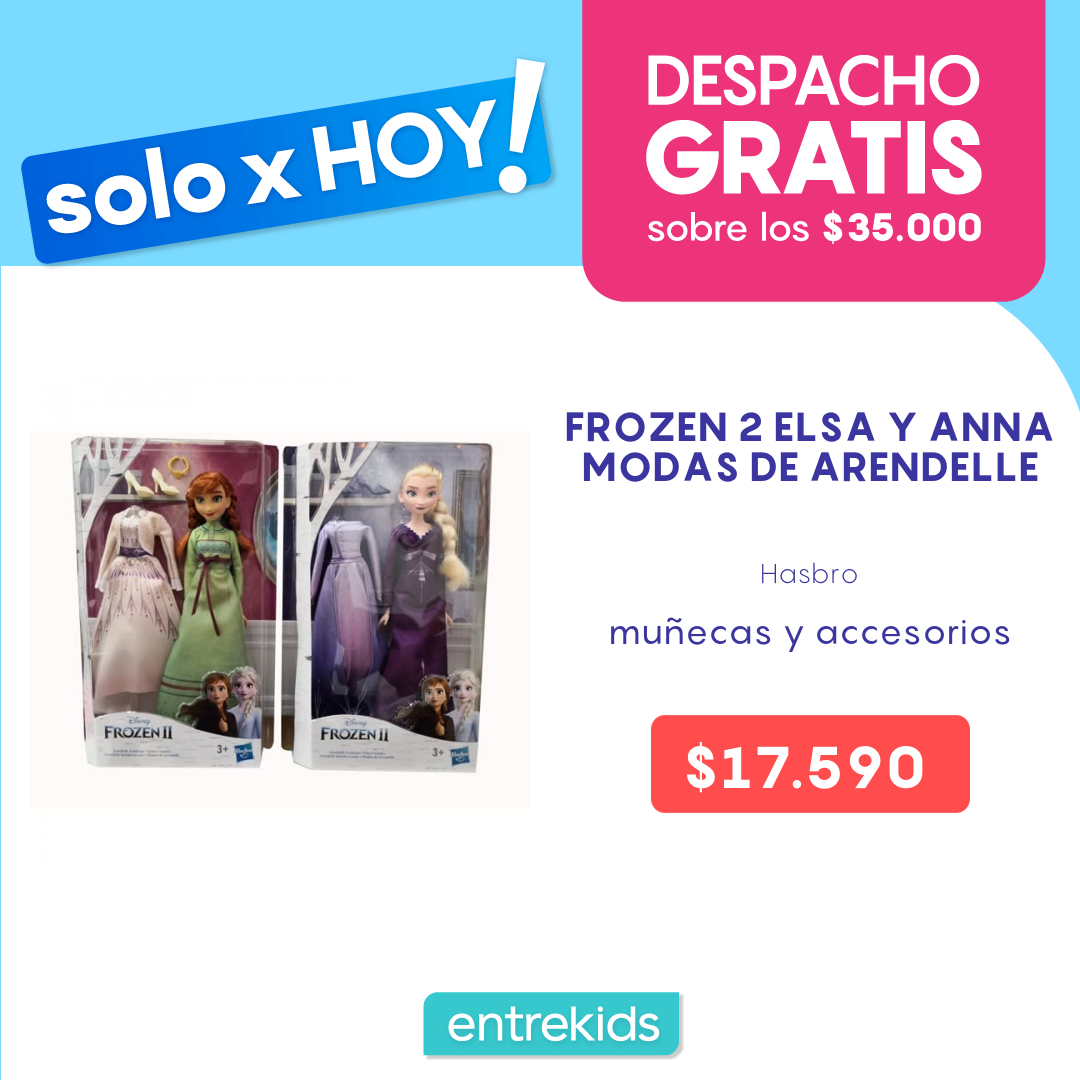 solo x HOY!
DESPACHO
GRATIS
sobre los $35.000
FROZEN 2 ELSA Y ANNA
MODAS DE ARENDELLE
Hasbro
muñecas y accesorios
$17.590
Disney
FROZEN II
3+
Hasbro
Disney
FROZEN II
3+
Hasbro
entrekids